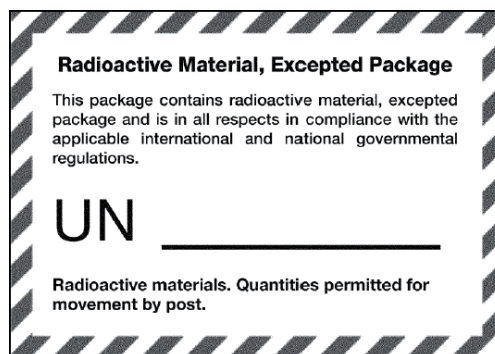 Radioactive Material, Excepted Package
This package contains radioactive material, excepted
package and is in all respects in compliance with the
applicable international and national governmental
regulations.
UN
Radioactive materials. Quantities permitted for
movement by post.